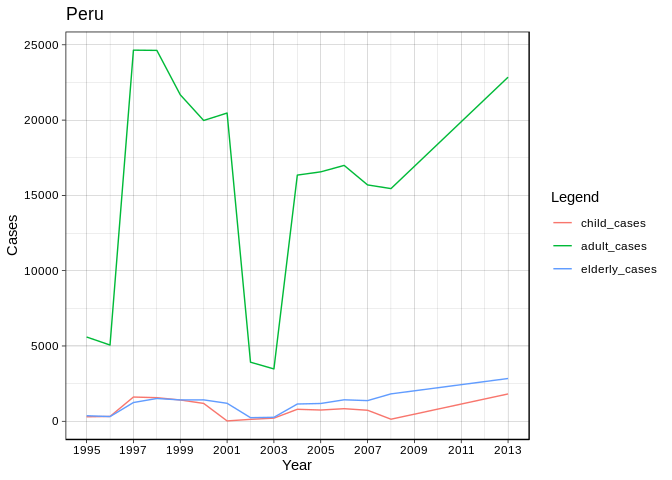 Peru
25000
20000
15000
10000
5000
0
Cases
1995 1997 1999 2001 2003 2005 2007 2009 2011 2013
Year
Legend
child_cases
adult_cases
elderly_cases